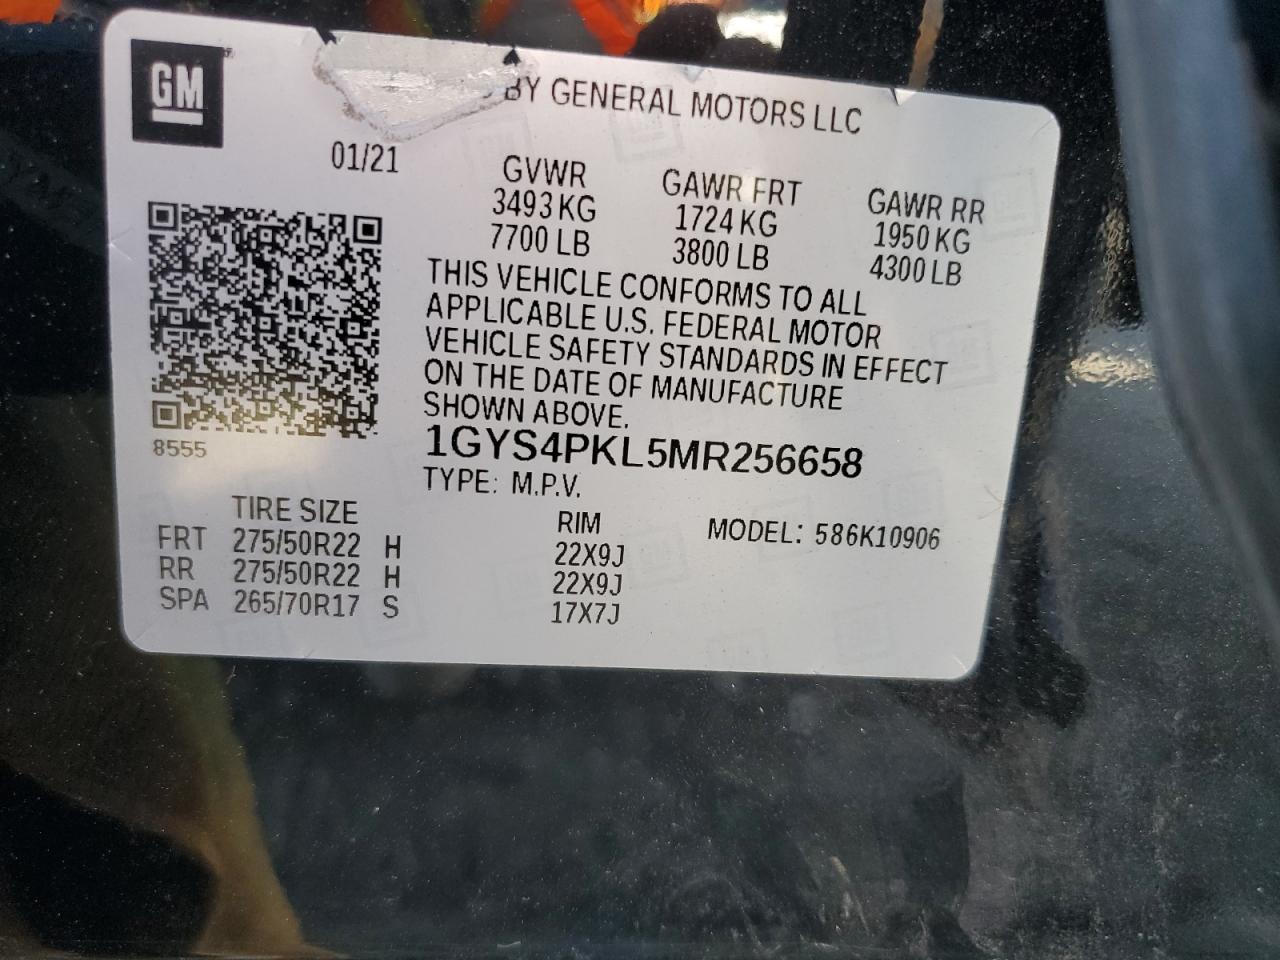 GM
BY GENERAL MOTORS LLC
01/21
GVWR GAWR FRT GAWR RR
3493 KG 1724 KG 1950 KG
7700 LB 3800 LB 4300 LB
THIS VEHICLE CONFORMS TO ALL
APPLICABLE U.S. FEDERAL MOTOR
VEHICLE SAFETY STANDARDS IN EFFECT
ON THE DATE OF MANUFACTURE
SHOWN ABOVE.
8555
1GYS4PKL5MR256658
TYPE: M.P.V.
TIRE SIZE RIM MODEL: 586K10906
FRT 275/50R22 H 22X9J
RR 275/50R22 H 22X9J
SPA 265/70R17 S 17X7J